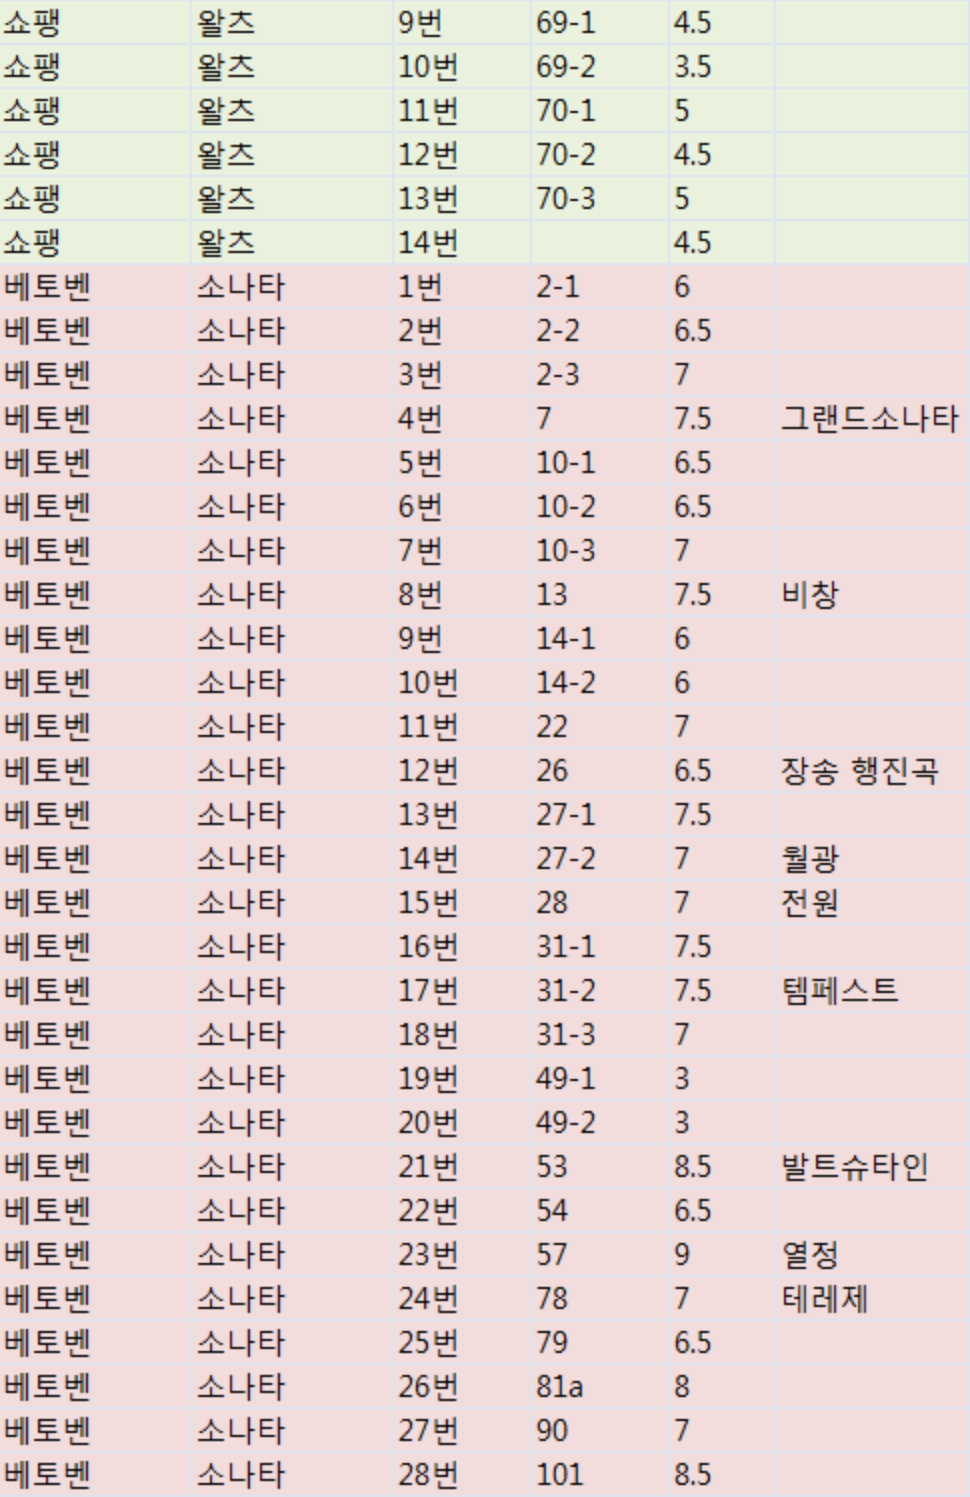 쇼팽 왈츠 9번 69-1 4.5
쇼팽 왈츠 10번 69-2 3.5
쇼팽 왈츠 11번 70-1 5
쇼팽 왈츠 12번 70-2 4.5
쇼팽 왈츠 13번 70-3 5
쇼팽 왈츠 14번 4.5
베토벤 소나타 1번 2-1 6
베토벤 소나타 2번 2-2 6.5
베토벤 소나타 3번 2-3 7
베토벤 소나타 4번 7 7.5 그랜드소나타
베토벤 소나타 5번 10-1 6.5
베토벤 소나타 6번 10-2 6.5
베토벤 소나타 7번 10-3 7
베토벤 소나타 8번 13 7.5 비창
베토벤 소나타 9번 14-1 6
베토벤 소나타 10번 14-2 6
베토벤 소나타 11번 22 7
베토벤 소나타 12번 26 6.5 장송 행진곡
베토벤 소나타 13번 27-1 7.5
베토벤 소나타 14번 27-2 7 월광
베토벤 소나타 15번 28 7 전원
베토벤 소나타 16번 31-1 7.5
베토벤 소나타 17번 31-2 7.5 템페스트
베토벤 소나타 18번 31-3 7
베토벤 소나타 19번 49-1 3
베토벤 소나타 20번 49-2 3
베토벤 소나타 21번 53 8.5 발트슈타인
베토벤 소나타 22번 54 6.5
베토벤 소나타 23번 57 9 열정
베토벤 소나타 24번 78 7 테레제
베토벤 소나타 25번 79 6.5
베토벤 소나타 26번 81a 8
베토벤 소나타 27번 90 7
베토벤 소나타 28번 101 8.5